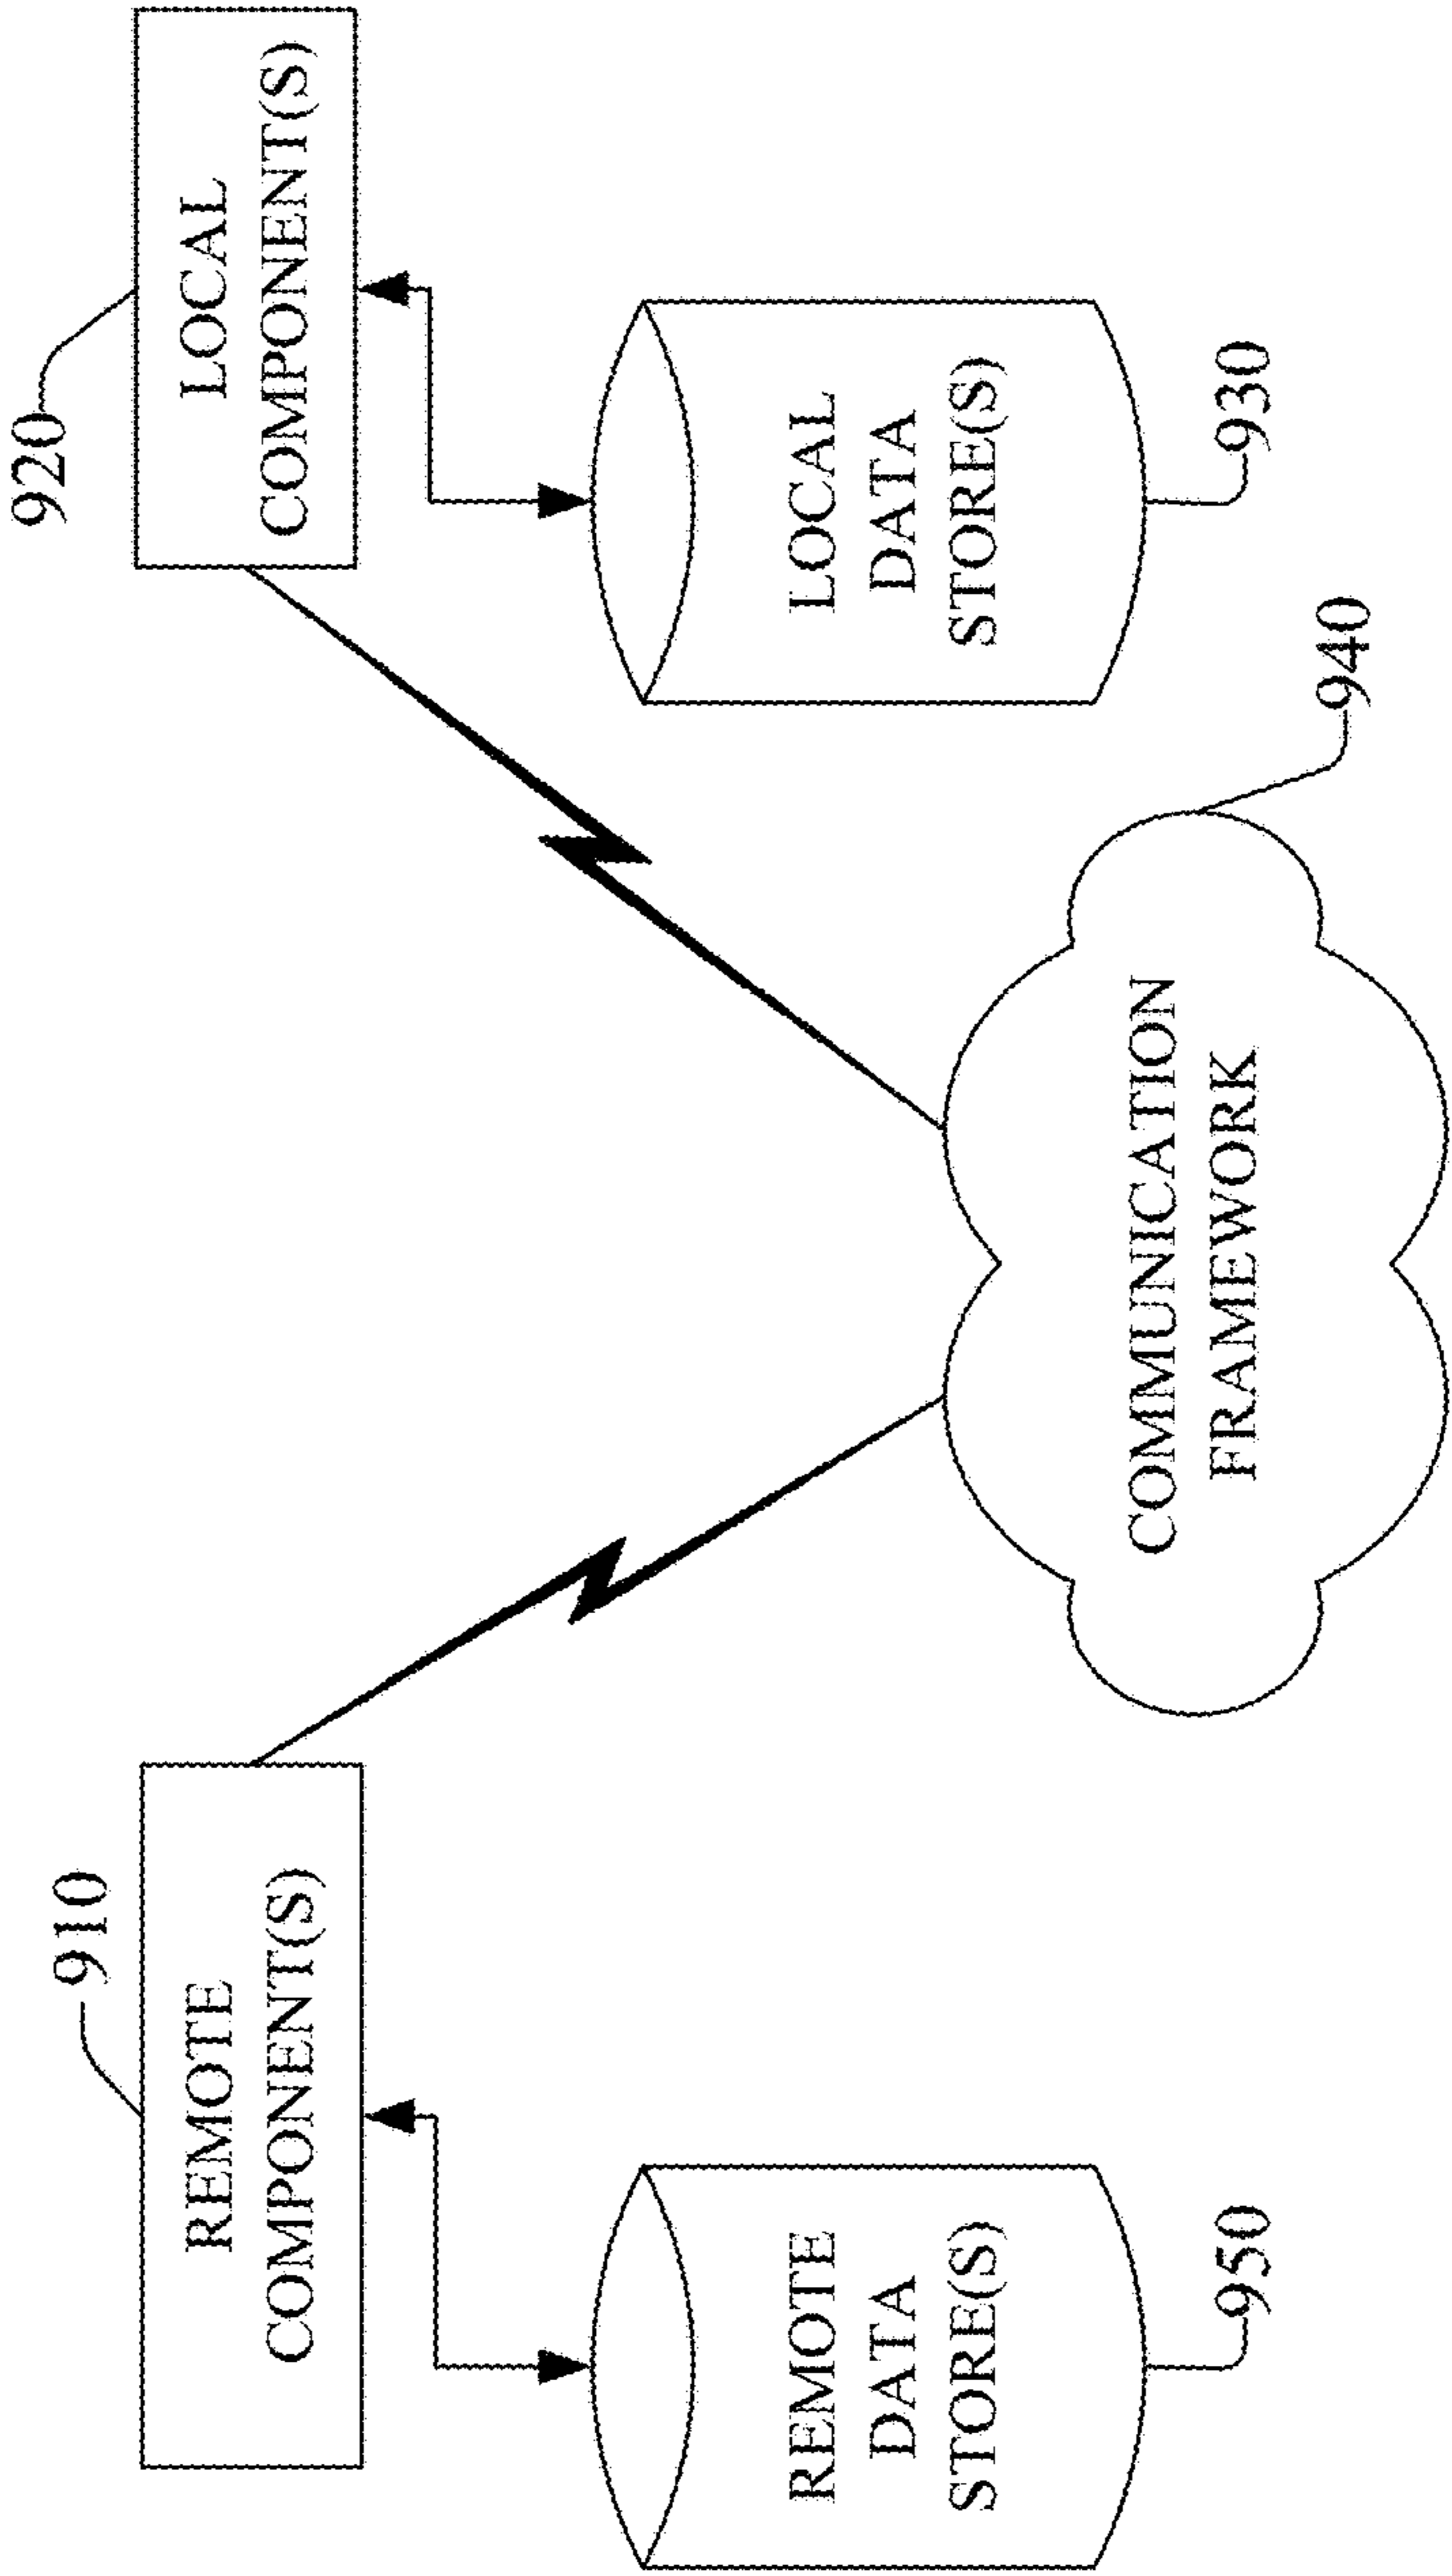 910
920
REMOTE
COMPONENT(S)
LOCAL
COMPONENT(S)
REMOTE
DATA
STORE(S)
950
COMMUNICATION
FRAMEWORK
940
LOCAL
DATA
STORE(S)
930